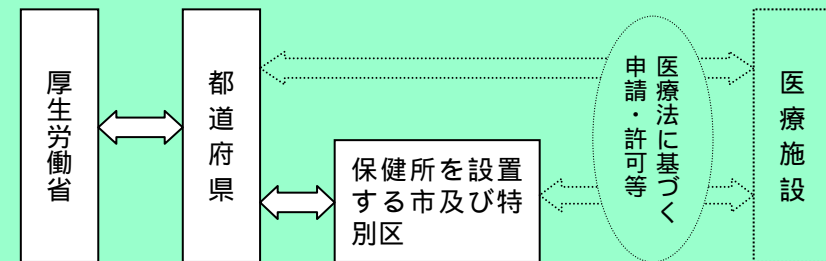 厚生労働省
都道府県
保健所を設置
する市及び特
別区
医療法に基づく
申請・許可等
医療施設